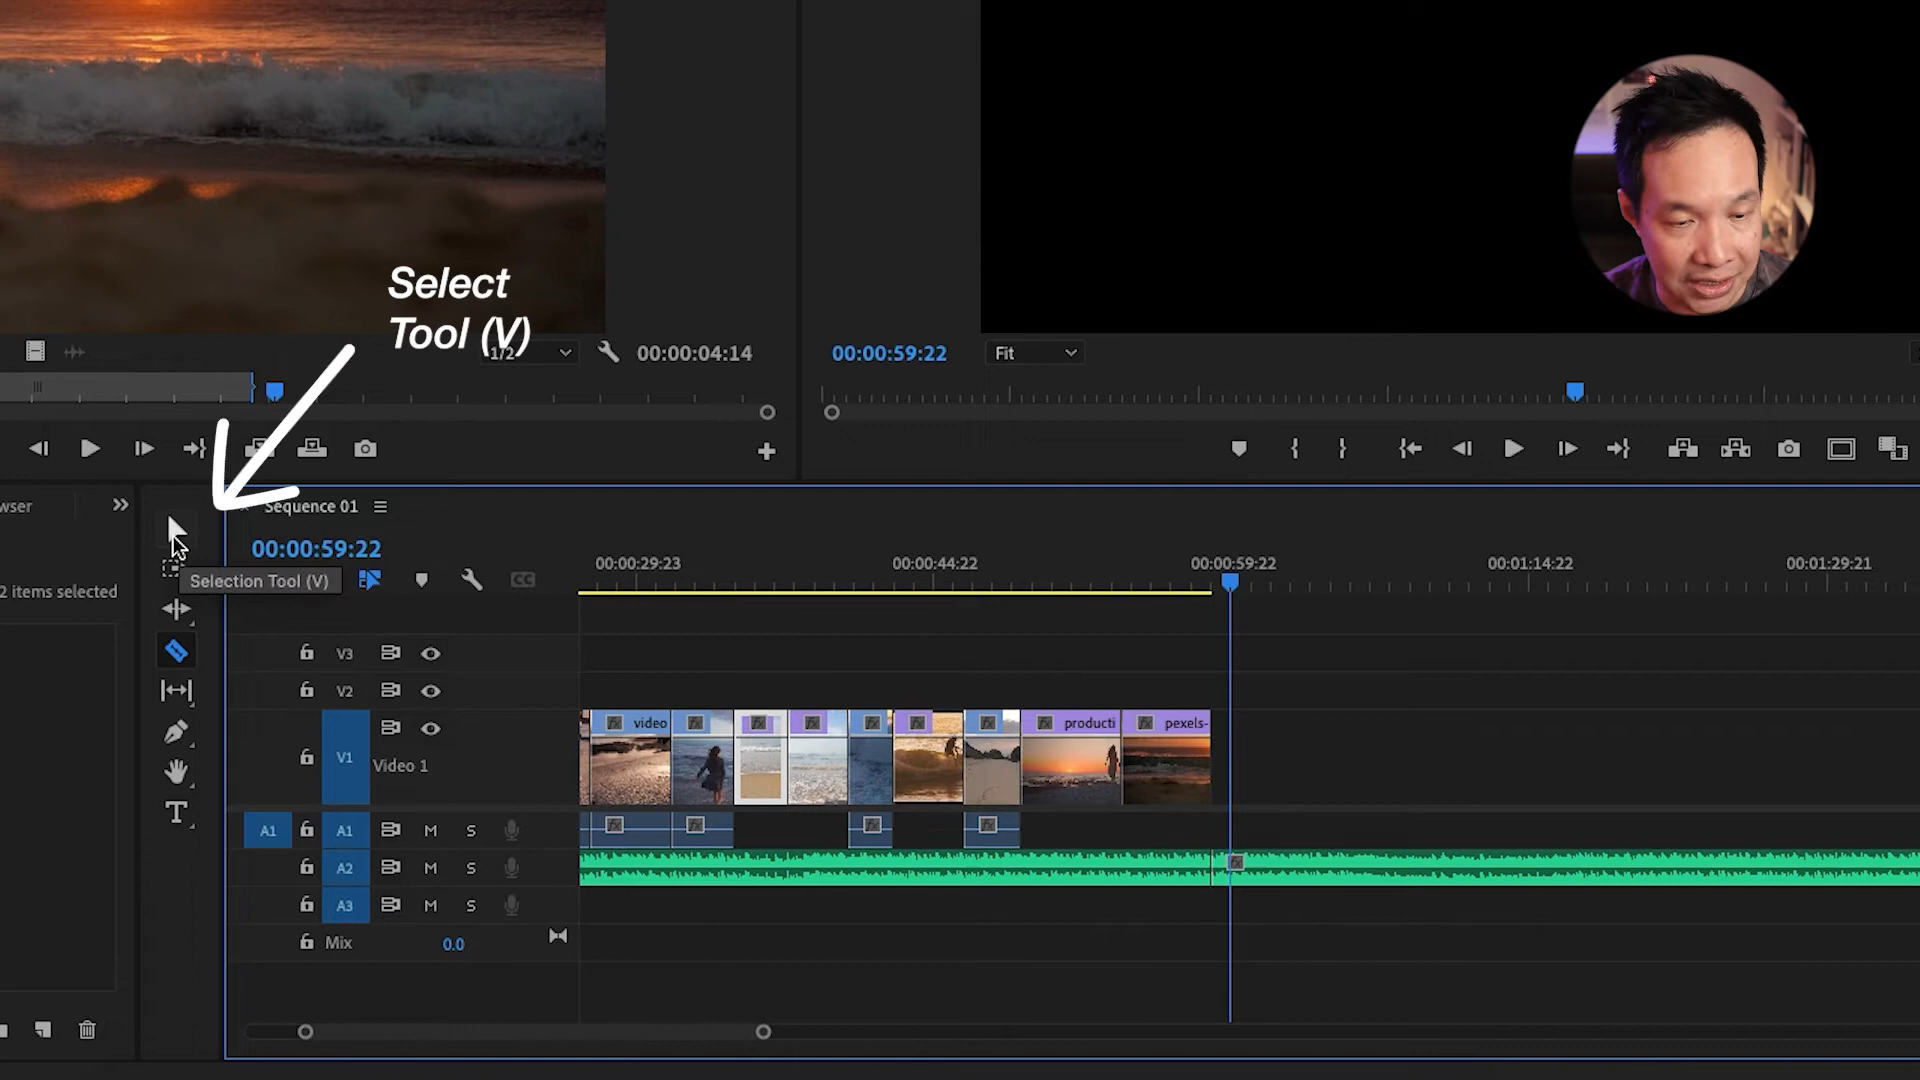 Select
Tool (V)
1/2
00:00:04:14
00:00:59:22
Fit
wser
Sequence 01
00:00:59:22
Selection Tool (V)
2 items selected
00:00:29:23
00:00:44:22
00:00:59:22
00:01:14:22
00:01:29:21
V3
V2
V1
Video 1
video
producti
pexels-
A1
A1
M
S
A2
M
S
A3
M
S
Mix
0.0